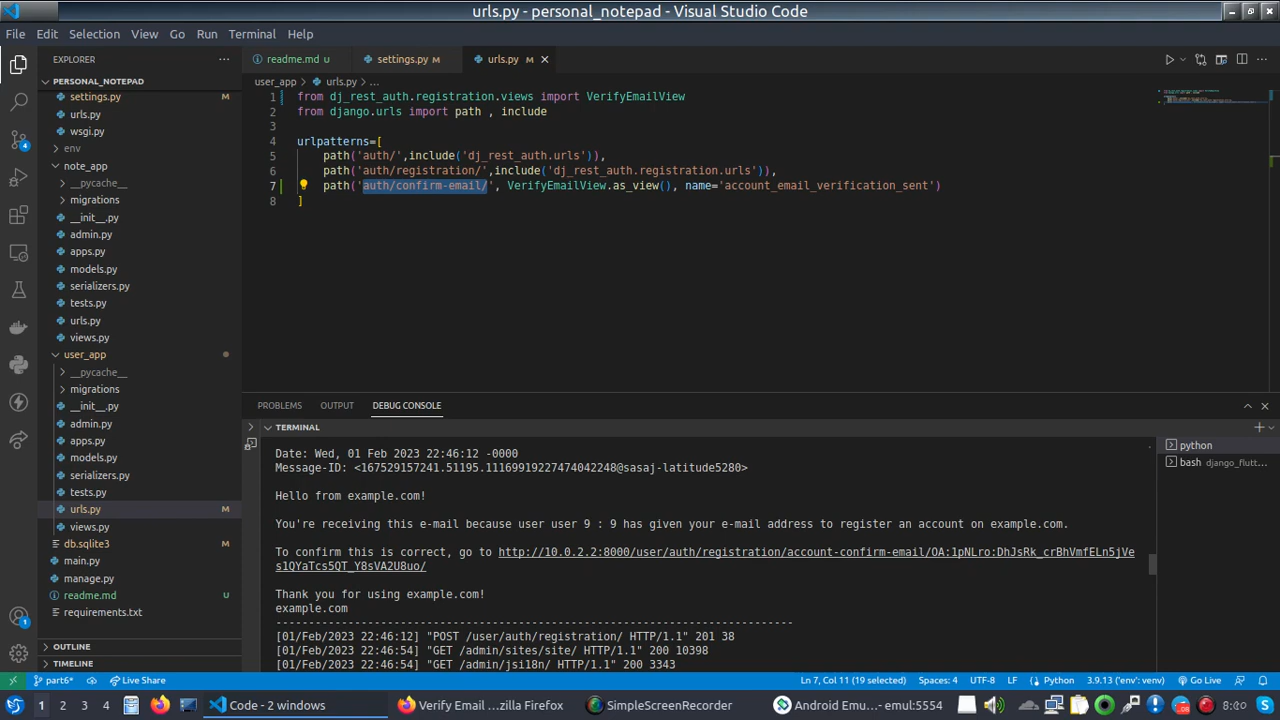 urls.py - personal_notepad - Visual Studio Code
File Edit Selection View Go Run Terminal Help
EXPLORER ...
PERSONAL_NOTEPAD
settings.py M
urls.py
wsgi.py
env
note_app
__pycache__
migrations
__init__.py
admin.py
apps.py
models.py
serializers.py
tests.py
urls.py
views.py
user_app
__pycache__
migrations
__init__.py
admin.py
apps.py
models.py
serializers.py
tests.py
urls.py M
views.py
db.sqlite3 M
main.py
manage.py
readme.md U
requirements.txt
OUTLINE
TIMELINE
4
1
readme.md U settings.py M urls.py M
user_app > urls.py > ...
1 from dj_rest_auth.registration.views import VerifyEmailView
2 from django.urls import path , include
3
4 urlpatterns=[
5 path('auth/',include('dj_rest_auth.urls')),
6 path('auth/registration/',include('dj_rest_auth.registration.urls')),
7 path('auth/confirm-email/', VerifyEmailView.as_view(), name='account_email_verification_sent')
8 ]
PROBLEMS OUTPUT DEBUG CONSOLE
TERMINAL
Date: Wed, 01 Feb 2023 22:46:12 -0000
Message-ID: <167529157241.51195.11169919227474042248@sasaj-latitude5280>
Hello from example.com!
You're receiving this e-mail because user user 9 : 9 has given your e-mail address to register an account on example.com.
To confirm this is correct, go to http://10.0.2.2:8000/user/auth/registration/account-confirm-email/OA:1pNLro:DhJsRk_crBhVmfELn5jVe
s1QYaTcs5QT_Y8sVA2U8uo/
Thank you for using example.com!
example.com
-------------------------------------------------------------------------------
[01/Feb/2023 22:46:12] "POST /user/auth/registration/ HTTP/1.1" 201 38
[01/Feb/2023 22:46:54] "GET /admin/sites/site/ HTTP/1.1" 200 10398
[01/Feb/2023 22:46:54] "GET /admin/jsi18n/ HTTP/1.1" 200 3343
python
bash django_flutt...
part6* Live Share Ln 7, Col 11 (19 selected) Spaces: 4 UTF-8 LF Python 3.9.13 ('env': venv) Go Live
1 2 3 4 Code - 2 windows Verify Email ...zilla Firefox SimpleScreenRecorder Android Emu... - emul:5554